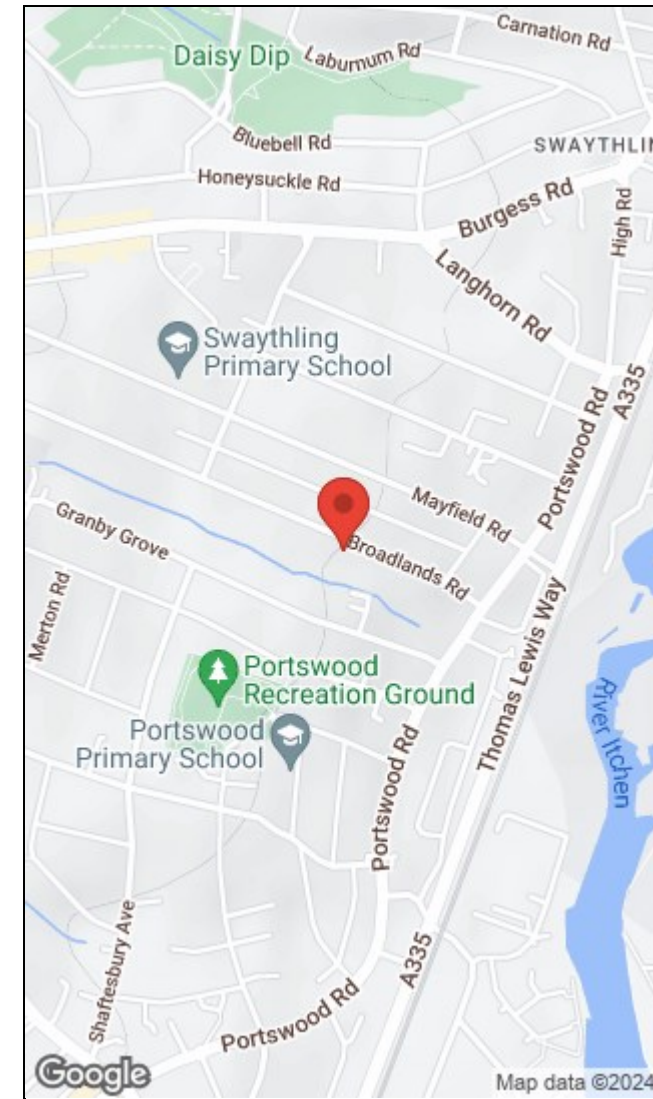 Carnation Rd
Daisy Dip
Laburnum Rd
Bluebell Rd
SWAYTHLIN
Honeysuckle Rd
Burgess Rd
High Rd
Langhorn Rd
Swaythling
Primary School
A335
Portswood Rd
Mayfield Rd
Broadlands Rd
Granby Grove
Merton Rd
Thomas Lewis Way
Portswood
Recreation Ground
River Itchen
Portswood
Primary School
Portswood Rd
Shaftesbury Ave
A335
Portswood Rd
Google
Map data ©2024